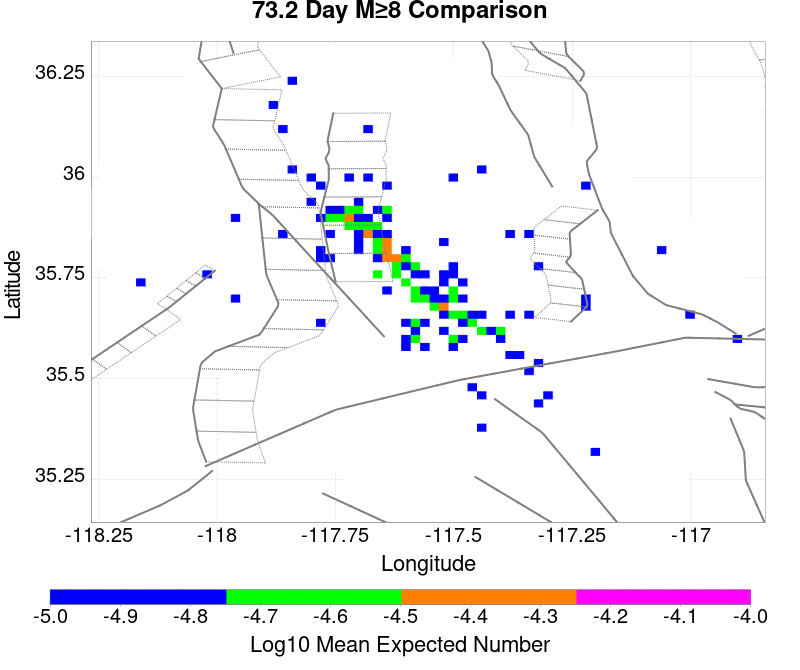 73.2 Day M≥8 Comparison
36.25
36
35.75
35.5
35.25
Latitude
-118.25 -118 -117.75 -117.5 -117.25 -117
Longitude
-5.0 -4.9 -4.8 -4.7 -4.6 -4.5 -4.4 -4.3 -4.2 -4.1 -4.0
Log10 Mean Expected Number